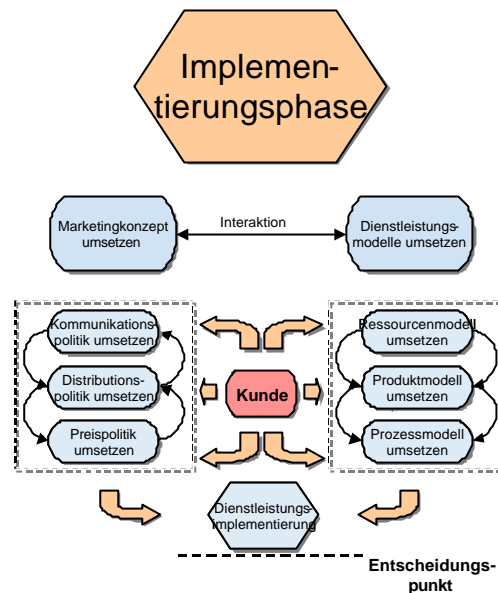 Implemen-
tierungsphase
Marketingkonzept
umsetzen
Interaktion
Dienstleistungs-
modelle umsetzen
Kommunikations-
politik umsetzen
Distributions-
politik umsetzen
Preispolitik
umsetzen
Kunde
Ressourcenmodell
umsetzen
Produktmodell
umsetzen
Prozessmodell
umsetzen
Dienstleistungs-
implementierung
Entscheidungs-
punkt